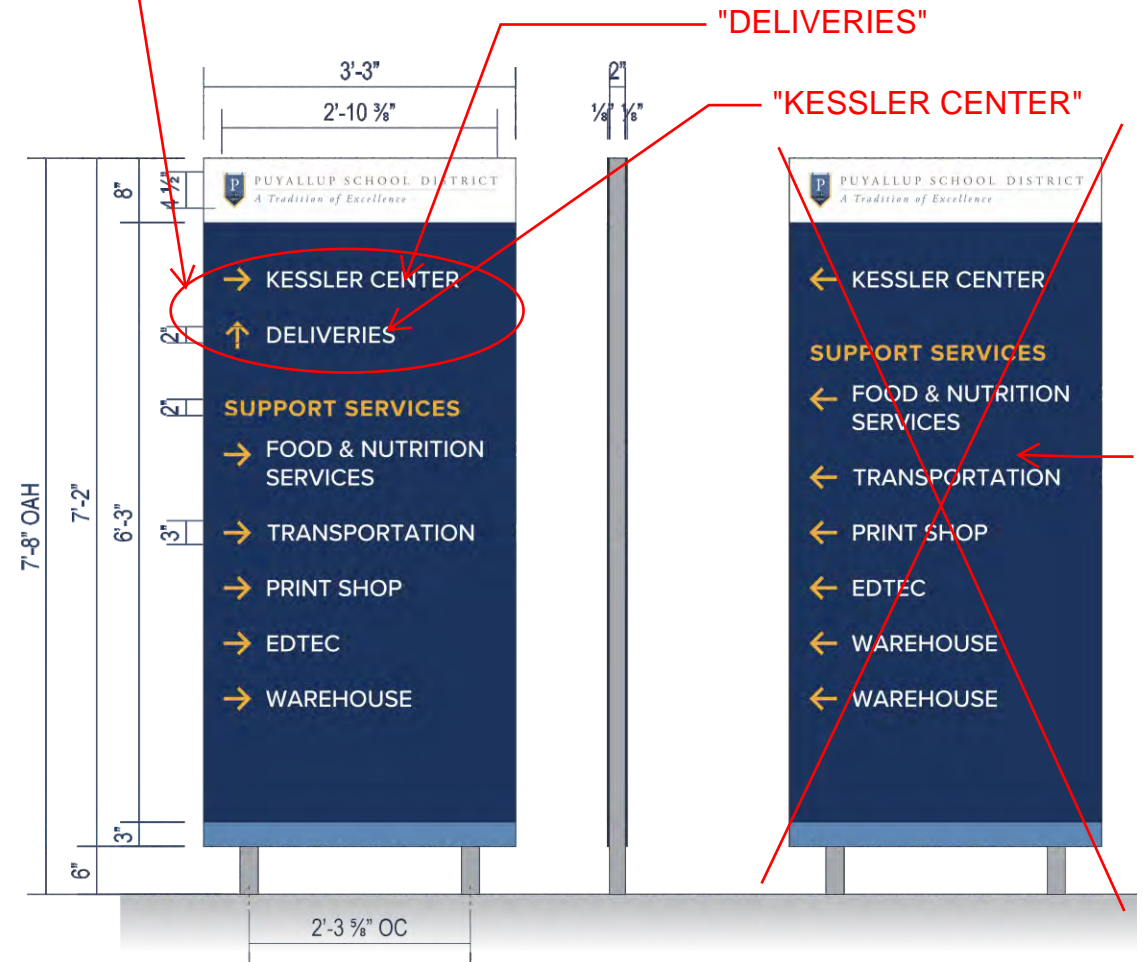 "DELIVERIES"
"KESSLER CENTER"
3'-3"
2'-10 ⅜"
2"
⅛" ⅛"
8"
4 ½"
2"
2"
3"
7'-8" OAH
7'-2"
6'-3"
3"
6"
2'-3 ⅝" OC
P
PUYALLUP SCHOOL DISTRICT
A Tradition of Excellence
→ KESSLER CENTER
↑ DELIVERIES
SUPPORT SERVICES
→ FOOD & NUTRITION
SERVICES
→ TRANSPORTATION
→ PRINT SHOP
→ EDTEC
→ WAREHOUSE
P
PUYALLUP SCHOOL DISTRICT
A Tradition of Excellence
← KESSLER CENTER
SUPPORT SERVICES
← FOOD & NUTRITION
SERVICES
← TRANSPORTATION
← PRINT SHOP
← EDTEC
← WAREHOUSE
← WAREHOUSE